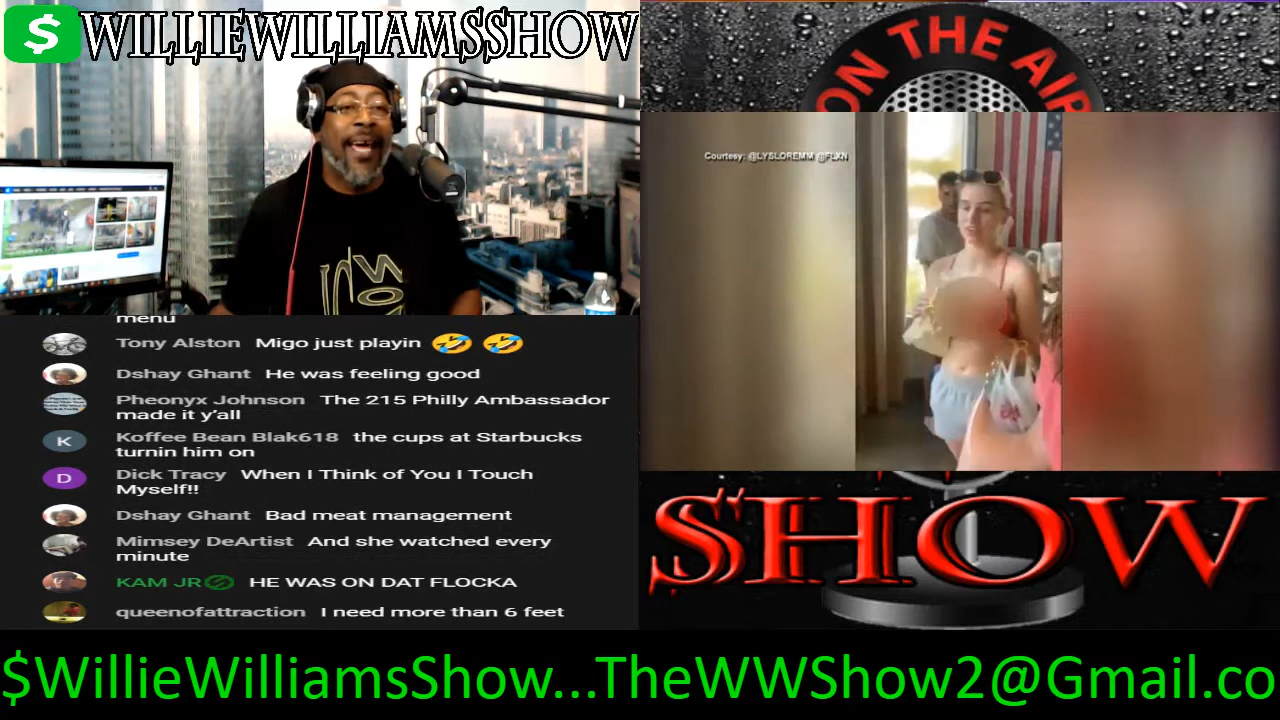 $ WILLIEWILLIAMSSHOW
ON THE AIR
Courtesy: @LYSLOREMM @FLXN
menu
Tony Alston Migo just playin 🤣 🤣
Dshay Ghant He was feeling good
Pheonyx Johnson The 215 Philly Ambassador
made it y'all
K Koffee Bean Blak618 the cups at Starbucks
turnin him on
D Dick Tracy When I Think of You I Touch
Myself!!
Dshay Ghant Bad meat management
Mimsey DeArtist And she watched every
minute
KAM JR HE WAS ON DAT FLOCKA
queenofattraction I need more than 6 feet
SHOW
$WillieWilliamsShow...TheWWShow2@Gmail.co